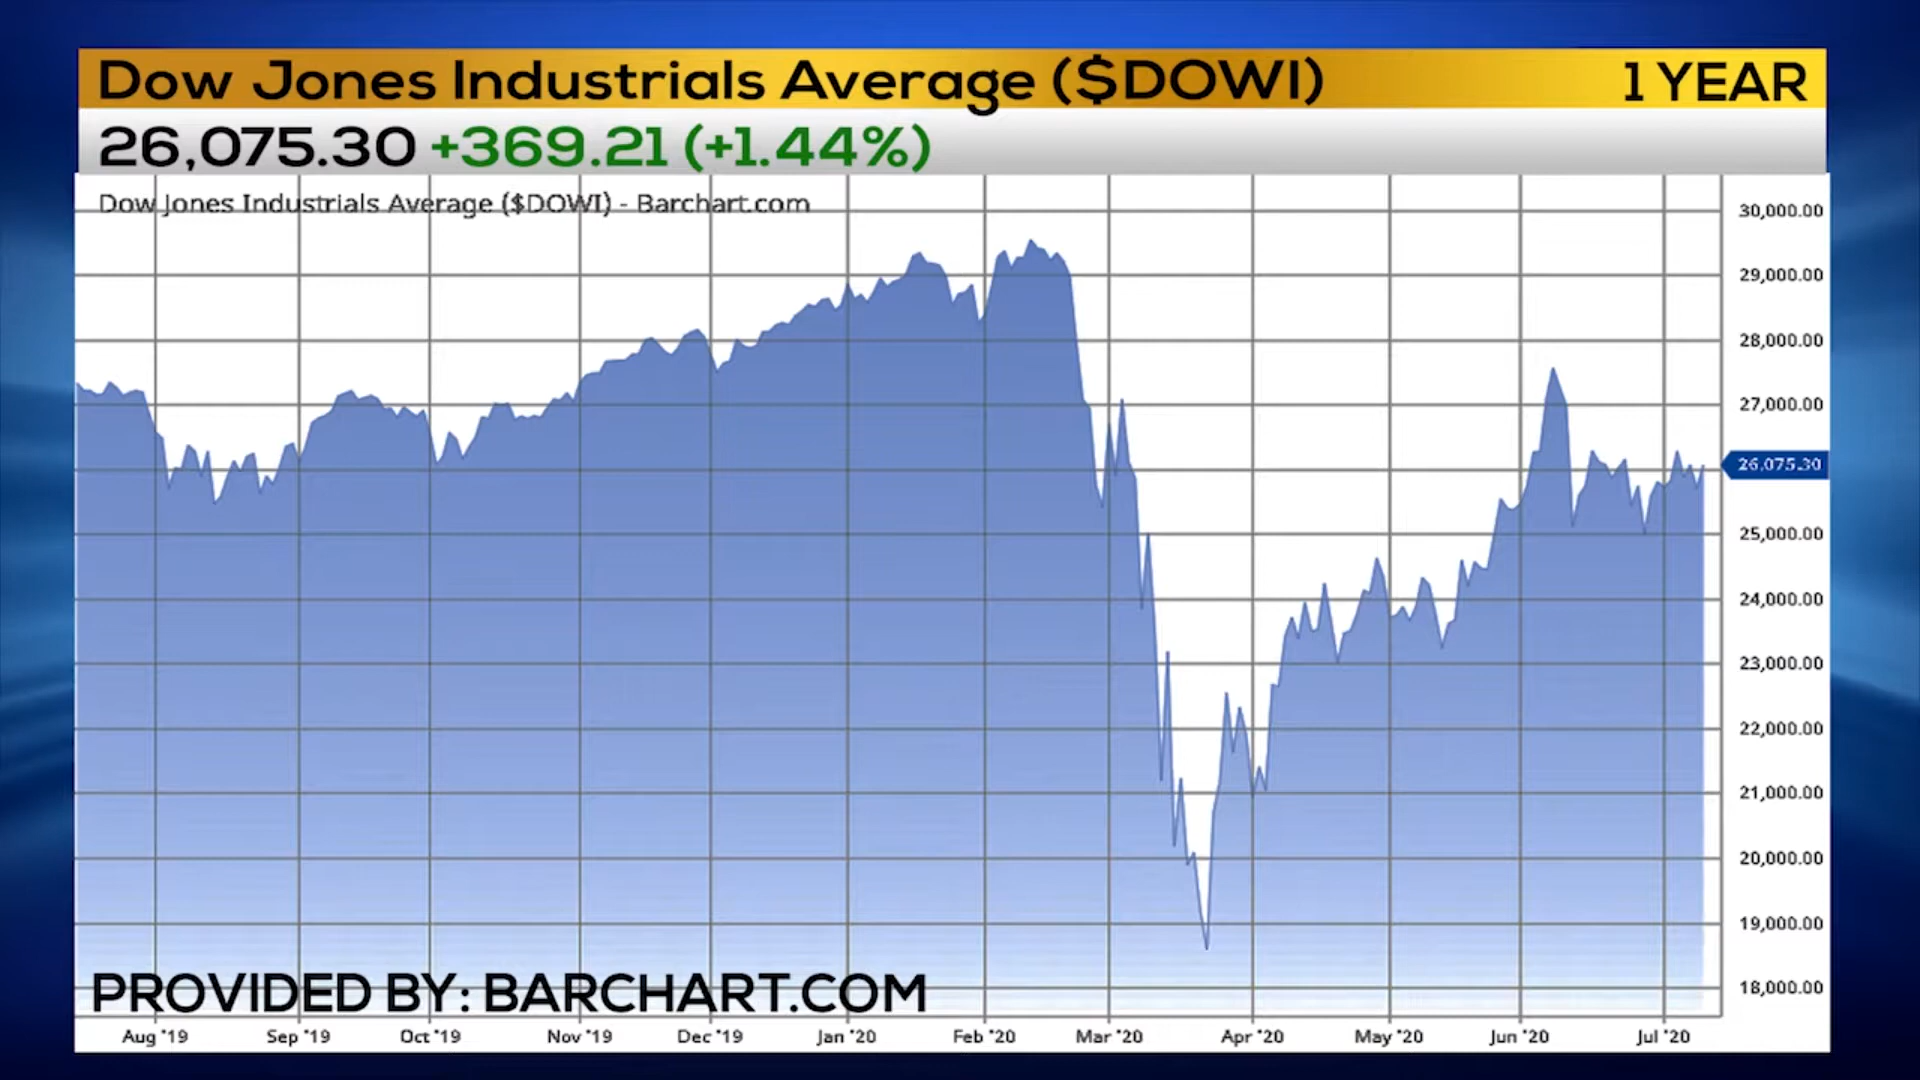 Dow Jones Industrials Average ($DOWI) 1 YEAR
26,075.30 +369.21 (+1.44%)
Dow Jones Industrials Average ($DOWI) - Barchart.com
30,000.00
29,000.00
28,000.00
27,000.00
26,075.30
25,000.00
24,000.00
23,000.00
22,000.00
21,000.00
20,000.00
19,000.00
18,000.00
PROVIDED BY: BARCHART.COM
Aug '19 Sep '19 Oct '19 Nov '19 Dec '19 Jan '20 Feb '20 Mar '20 Apr '20 May '20 Jun '20 Jul '20